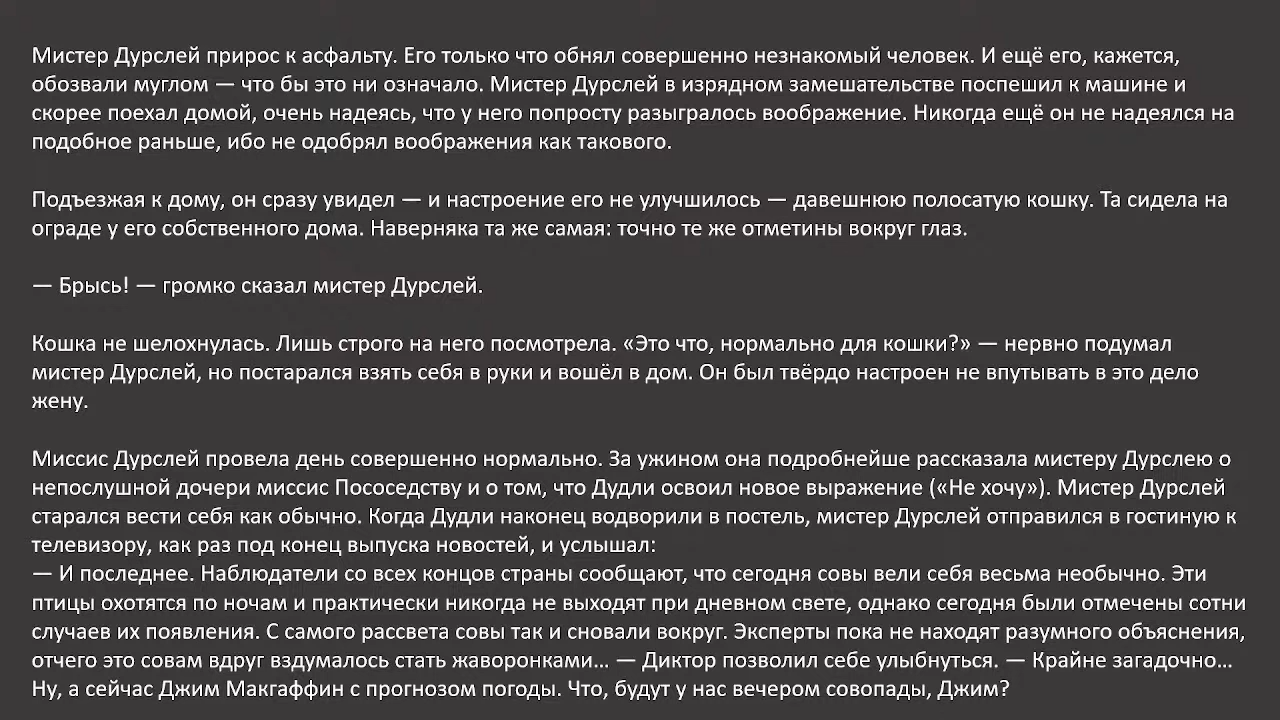 Мистер Дурслей прирос к асфальту. Его только что обнял совершенно незнакомый человек. И ещё его, кажется,
обозвали муглом — что бы это ни означало. Мистер Дурслей в изрядном замешательстве поспешил к машине и
скорее поехал домой, очень надеясь, что у него попросту разыгралось воображение. Никогда ещё он не надеялся на
подобное раньше, ибо не одобрял воображения как такового.
Подъезжая к дому, он сразу увидел — и настроение его не улучшилось — давешнюю полосатую кошку. Та сидела на
ограде у его собственного дома. Наверняка та же самая: точно те же отметины вокруг глаз.
— Брысь! — громко сказал мистер Дурслей.
Кошка не шелохнулась. Лишь строго на него посмотрела. «Это что, нормально для кошки?» — нервно подумал
мистер Дурслей, но постарался взять себя в руки и вошёл в дом. Он был твёрдо настроен не впутывать в это дело
жену.
Миссис Дурслей провела день совершенно нормально. За ужином она подробнейше рассказала мистеру Дурслею о
непослушной дочери миссис Пососедству и о том, что Дудли освоил новое выражение («Не хочу»). Мистер Дурслей
старался вести себя как обычно. Когда Дудли наконец водворили в постель, мистер Дурслей отправился в гостиную к
телевизору, как раз под конец выпуска новостей, и услышал:
— И последнее. Наблюдатели со всех концов страны сообщают, что сегодня совы вели себя весьма необычно. Эти
птицы охотятся по ночам и практически никогда не выходят при дневном свете, однако сегодня были отмечены сотни
случаев их появления. С самого рассвета совы так и сновали вокруг. Эксперты пока не находят разумного объяснения,
отчего это совам вдруг вздумалось стать жаворонками… — Диктор позволил себе улыбнуться. — Крайне загадочно…
Ну, а сейчас Джим Макгаффин с прогнозом погоды. Что, будут у нас вечером совопады, Джим?